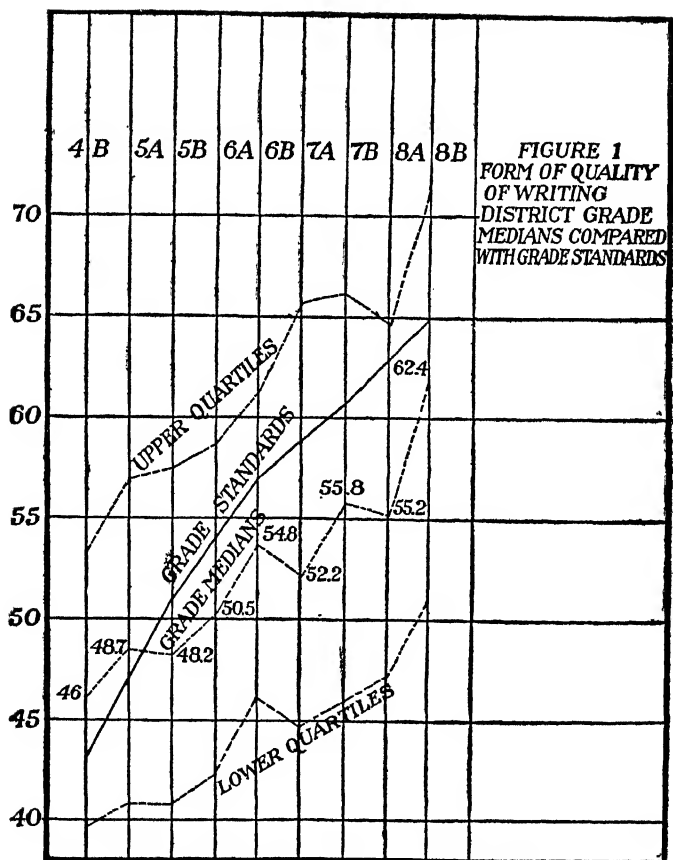 4 B 5A 5B 6A 6B 7A 7B 8A 8B
FIGURE 1
FORM OF QUALITY
OF WRITING
DISTRICT GRADE
MEDIANS COMPARED
WITH GRADE STANDARDS
70
65
60
55
50
45
40
UPPER QUARTILES
GRADE STANDARDS
GRADE MEDIANS
LOWER QUARTILES
46
48.7
48.2
50.5
54.8
52.2
55.8
55.2
62.4